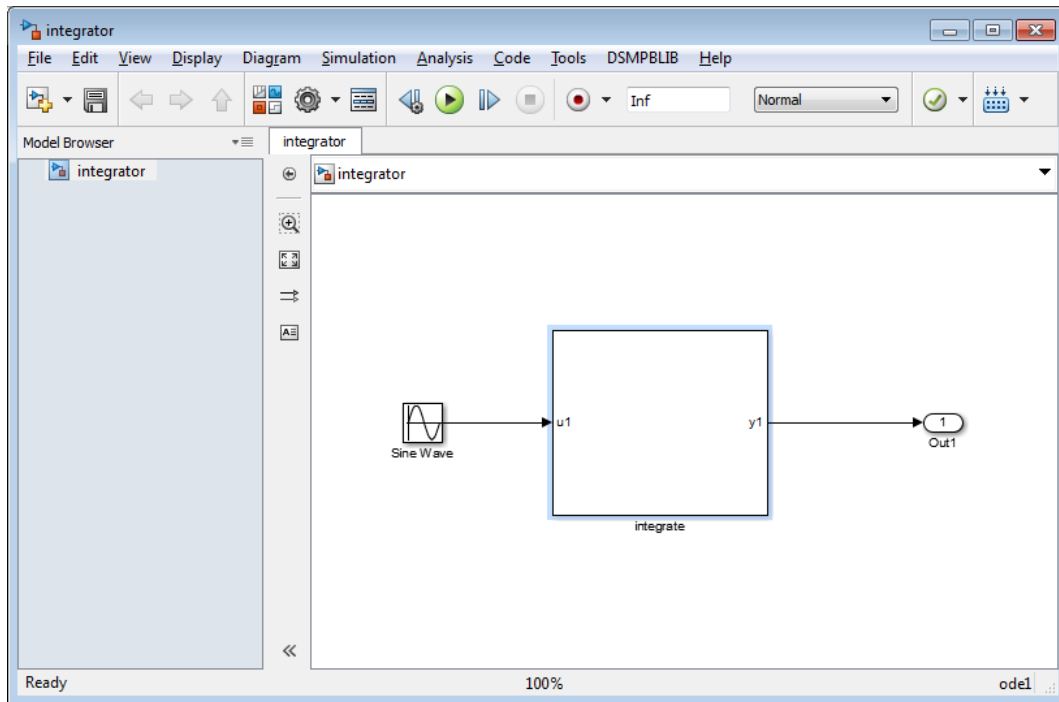 integrator
File Edit View Display Diagram Simulation Analysis Code Tools DSMPBLIB Help
Inf Normal
Model Browser integrator
integrator integrator
u1 y1 1
Sine Wave Out1
integrate
Ready 100% ode1